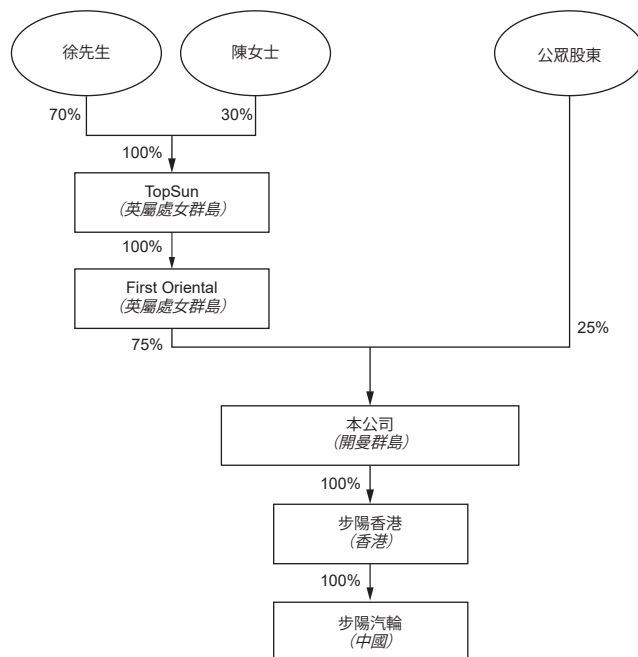 徐先生
陳女士
公眾股東
70%
30%
100%
TopSun
（英屬處女群島）
100%
First Oriental
（英屬處女群島）
75%
25%
本公司
（開曼群島）
100%
步陽香港
（香港）
100%
步陽汽輪
（中國）